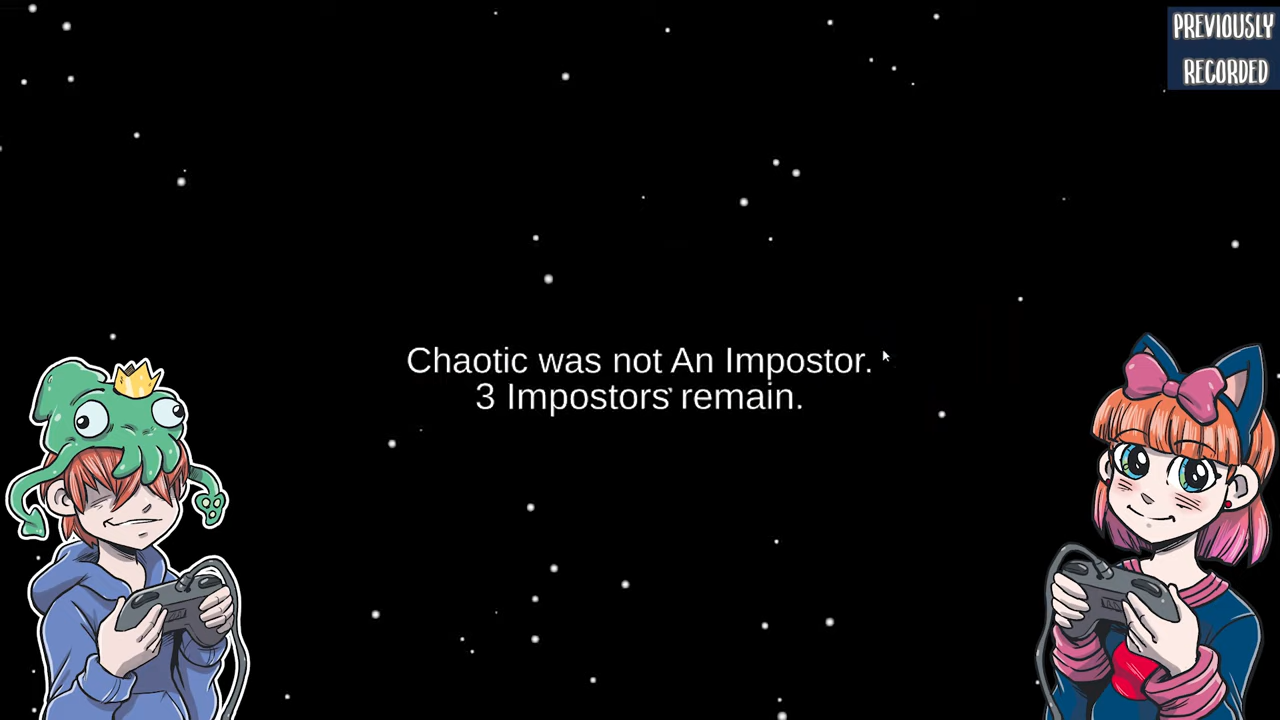 PREVIOUSLY
RECORDED
Chaotic was not An Impostor.
3 Impostors remain.